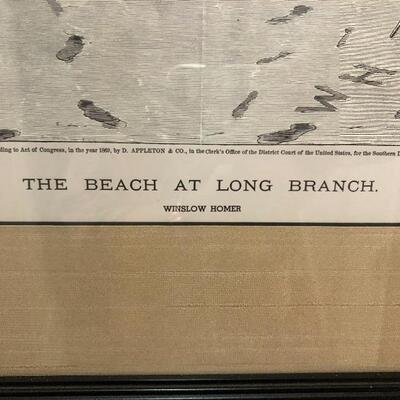 ding to Act of Congress, in the year 1869, by D. APPLETON & CO., in the Clerk's Office of the District Court of the United States, for the Southern D
THE BEACH AT LONG BRANCH.
WINSLOW HOMER